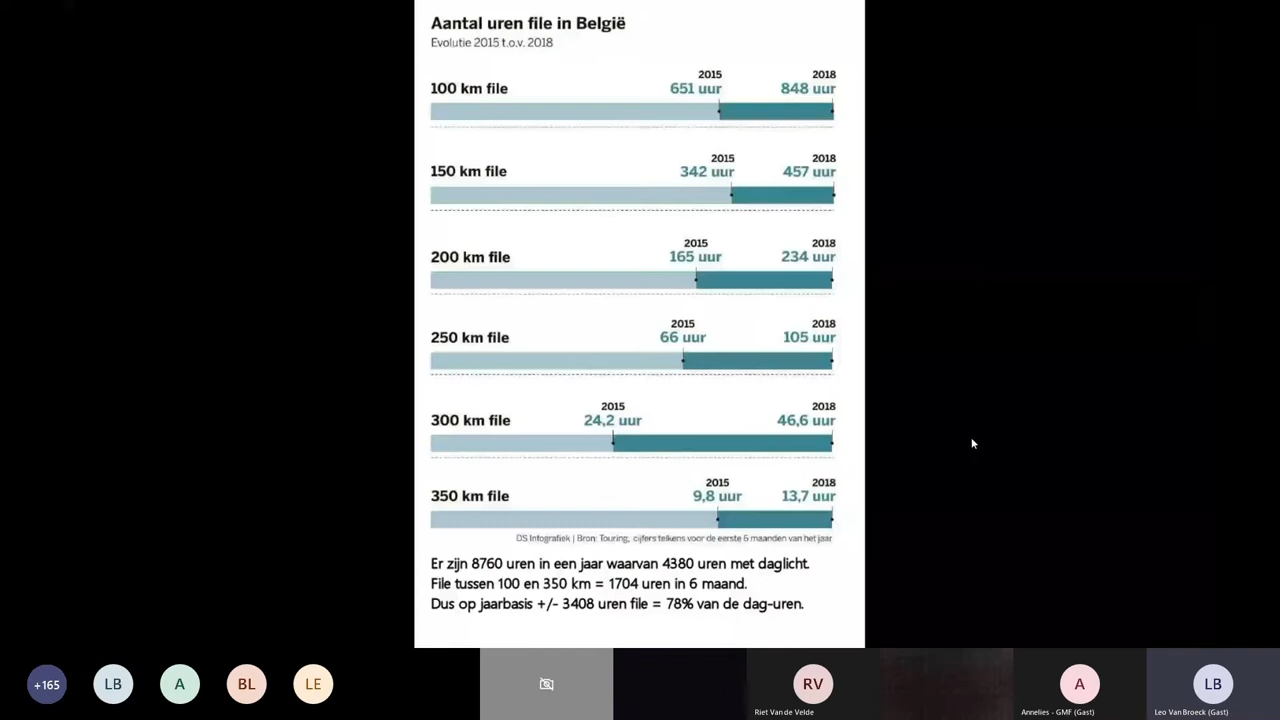 Aantal uren file in België
Evolutie 2015 t.o.v. 2018
2015 2018
100 km file 651 uur 848 uur
2015 2018
150 km file 342 uur 457 uur
2015 2018
200 km file 165 uur 234 uur
2015 2018
250 km file 66 uur 105 uur
2015 2018
300 km file 24,2 uur 46,6 uur
2015 2018
350 km file 9,8 uur 13,7 uur
DS Infografiek | Bron: Touring, cijfers telkens voor de eerste 6 maanden van het jaar
Er zijn 8760 uren in een jaar waarvan 4380 uren met daglicht.
File tussen 100 en 350 km = 1704 uren in 6 maand.
Dus op jaarbasis +/- 3408 uren file = 78% van de dag-uren.
+165 LB A BL LE RV A LB
Riet Van de Velde Annelies - GMF (Gast) Leo Van Broeck (Gast)